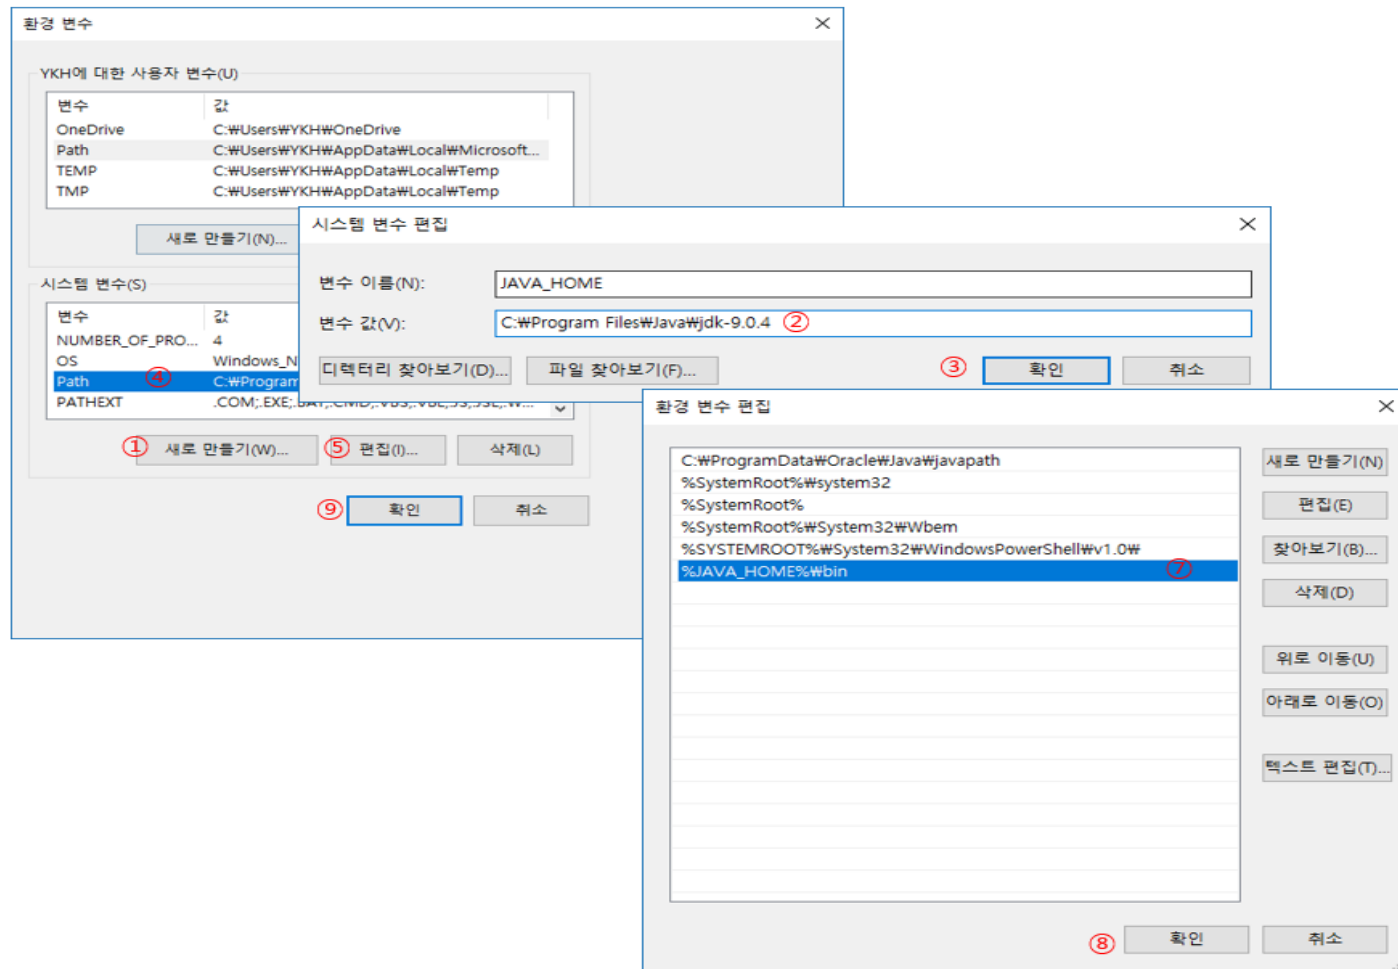 환경 변수
YKH에 대한 사용자 변수(U)
변수 값
OneDrive C:₩Users₩YKH₩OneDrive
Path C:₩Users₩YKH₩AppData₩Local₩Microsoft...
TEMP C:₩Users₩YKH₩AppData₩Local₩Temp
TMP C:₩Users₩YKH₩AppData₩Local₩Temp
새로 만들기(N)...
시스템 변수(S)
변수 값
NUMBER_OF_PRO... 4
OS Windows_N
Path ④ C:₩Program
PATHEXT .COM;.EXE;.BAT;.CMD;.VBS;.VBE;.JS;.JSE;.W...
① 새로 만들기(W)... ⑤ 편집(I)... 삭제(L)
⑨ 확인 취소
시스템 변수 편집
변수 이름(N): JAVA_HOME
변수 값(V): C:₩Program Files₩Java₩jdk-9.0.4 ②
디렉터리 찾아보기(D)... 파일 찾아보기(F)... ③ 확인 취소
환경 변수 편집
C:₩ProgramData₩Oracle₩Java₩javapath
%SystemRoot%₩system32
%SystemRoot%
%SystemRoot%₩System32₩Wbem
%SYSTEMROOT%₩System32₩WindowsPowerShell₩v1.0₩
%JAVA_HOME%₩bin ⑦
새로 만들기(N)
편집(E)
찾아보기(B)...
삭제(D)
위로 이동(U)
아래로 이동(O)
텍스트 편집(T)...
⑧ 확인 취소